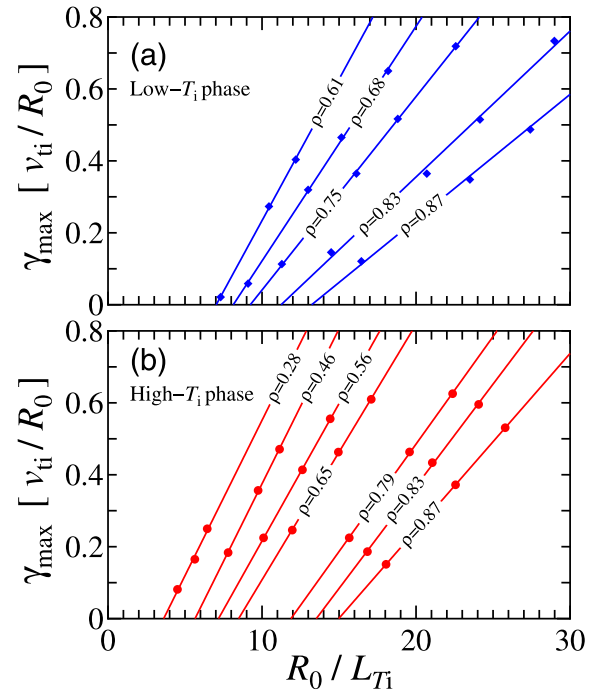 0.8
(a)
Low−Tᵢ phase
ρ=0.61
ρ=0.68
0.6
0.4
ρ=0.75
ρ=0.83
ρ=0.87
0.2
0
γmax [ vti / R0 ]
0.8
(b)
High−Tᵢ phase
ρ=0.28
ρ=0.46
ρ=0.56
0.6
0.4
ρ=0.65
ρ=0.79
ρ=0.83
ρ=0.87
0.2
0
γmax [ vti / R0 ]
0 10 20 30
R0 / LTi